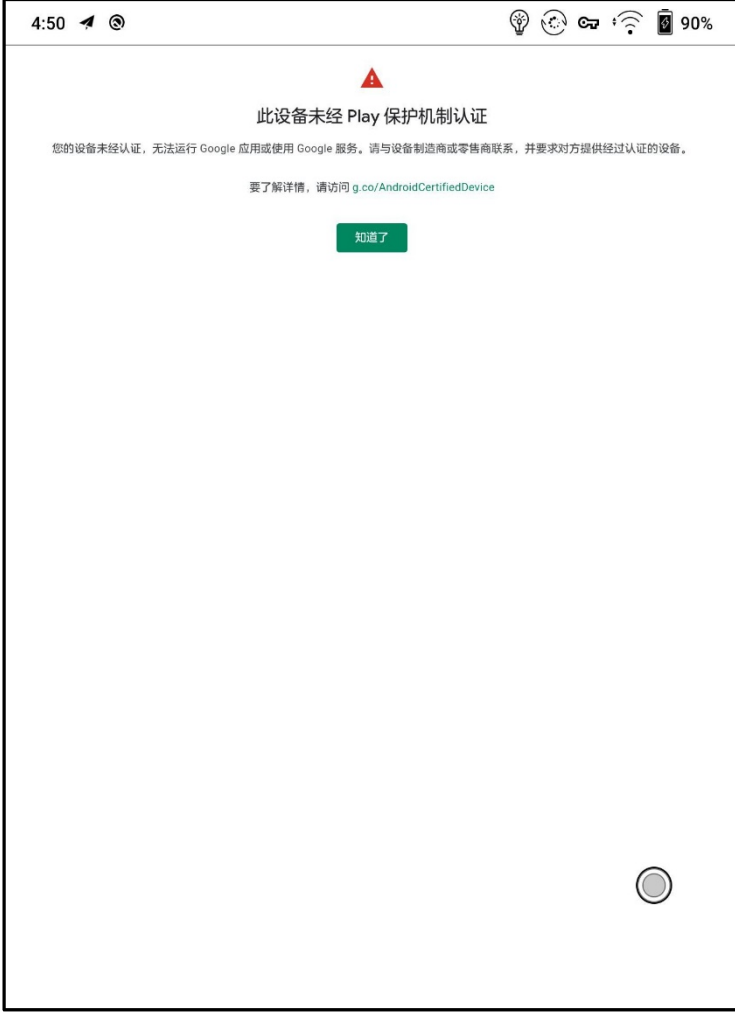 4:50
90%
此设备未经 Play 保护机制认证
您的设备未经认证，无法运行 Google 应用或使用 Google 服务。请与设备制造商或零售商联系，并要求对方提供经过认证的设备。
要了解详情，请访问 g.co/AndroidCertifiedDevice
知道了